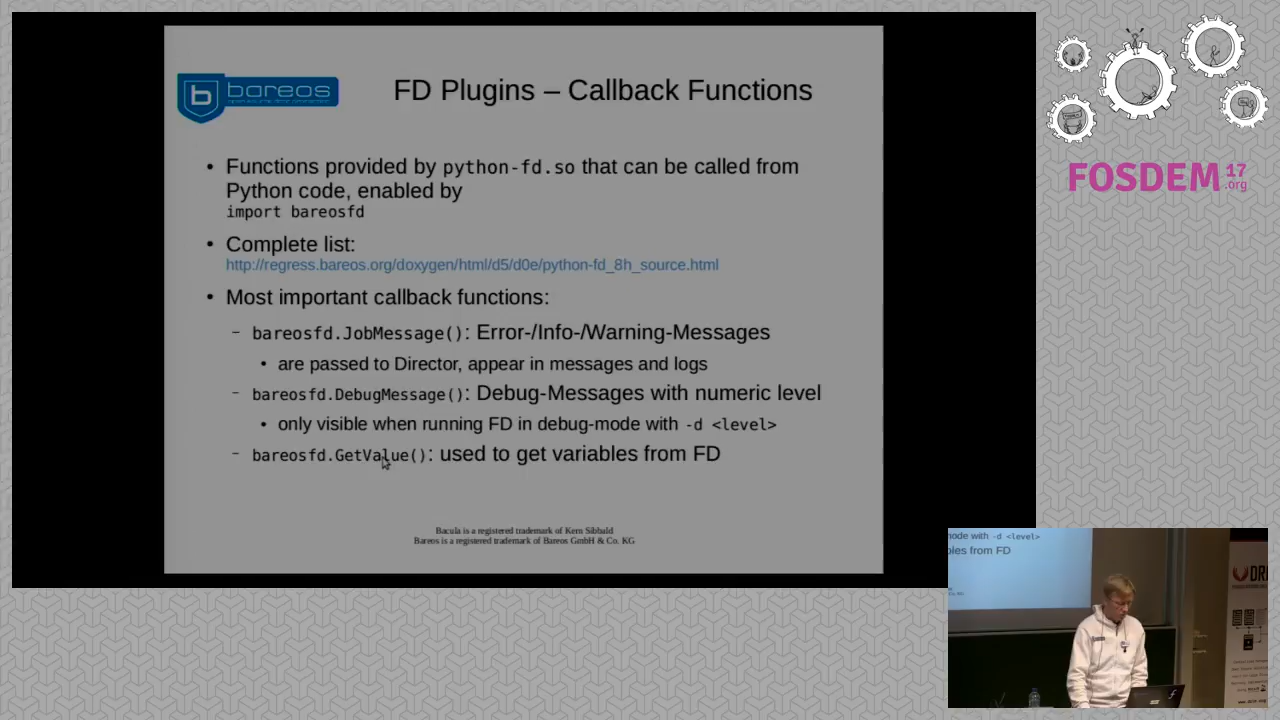 bareos
FD Plugins – Callback Functions
• Functions provided by python-fd.so that can be called from
Python code, enabled by
import bareosfd
• Complete list:
http://regress.bareos.org/doxygen/html/d5/d0e/python-fd_8h_source.html
• Most important callback functions:
– bareosfd.JobMessage(): Error-/Info-/Warning-Messages
• are passed to Director, appear in messages and logs
– bareosfd.DebugMessage(): Debug-Messages with numeric level
• only visible when running FD in debug-mode with -d <level>
– bareosfd.GetValue(): used to get variables from FD
Bacula is a registered trademark of Kern Sibbald
Bareos is a registered trademark of Bareos GmbH & Co. KG
FOSDEM 17
.org
mode with -d <level>
bles from FD
DR